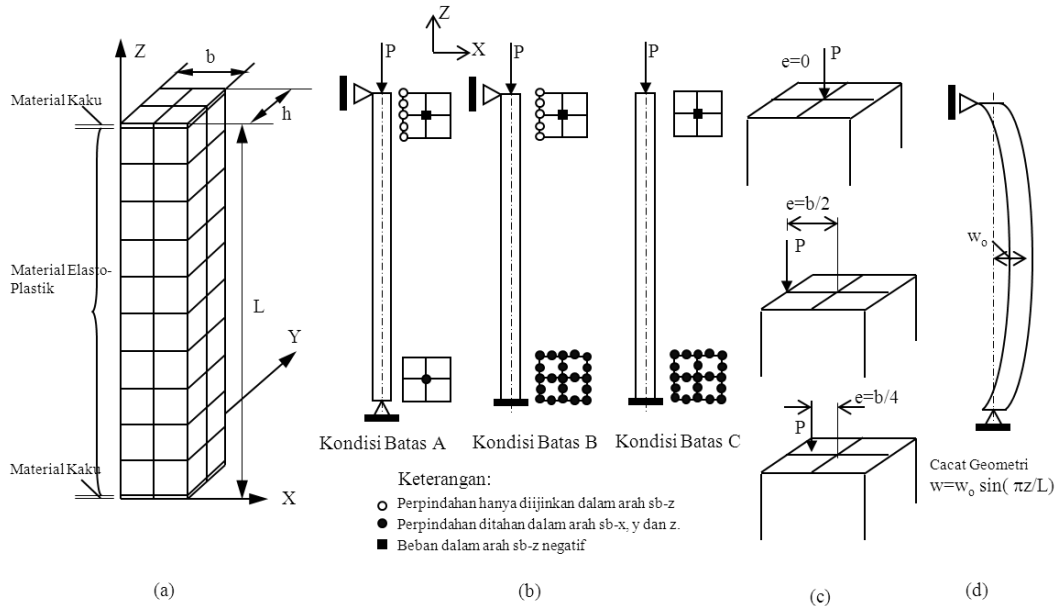 Z
b
h
Material Kaku
Material Elasto-
Plastik
L
Y
Material Kaku
X
(a)
Z
X
P
P
P
Kondisi Batas A
Kondisi Batas B
Kondisi Batas C
Keterangan:
Perpindahan hanya diijinkan dalam arah sb-z
Perpindahan ditahan dalam arah sb-x, y dan z.
Beban dalam arah sb-z negatif
(b)
e=0
P
e=b/2
P
e=b/4
P
(c)
wo
Cacat Geometri
w=wo sin( πz/L)
(d)